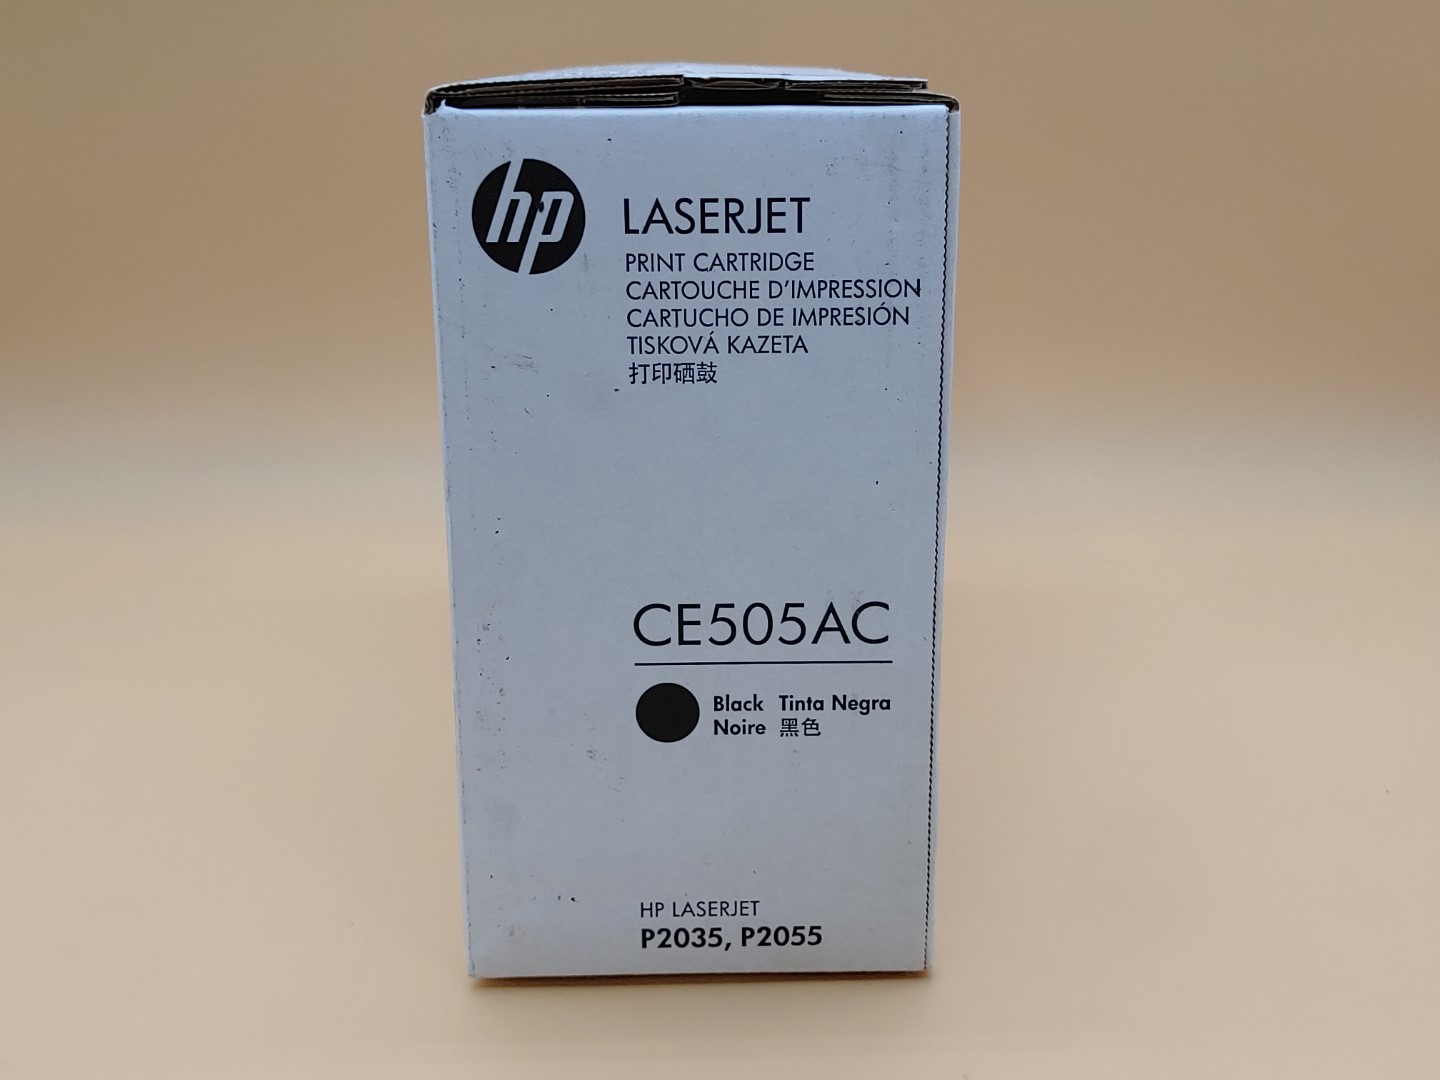 hp
LASERJET
PRINT CARTRIDGE
CARTOUCHE D'IMPRESSION
CARTUCHO DE IMPRESIÓN
TISKOVÁ KAZETA
打印硒鼓
CE505AC
Black Tinta Negra
Noire 黑色
HP LASERJET
P2035, P2055